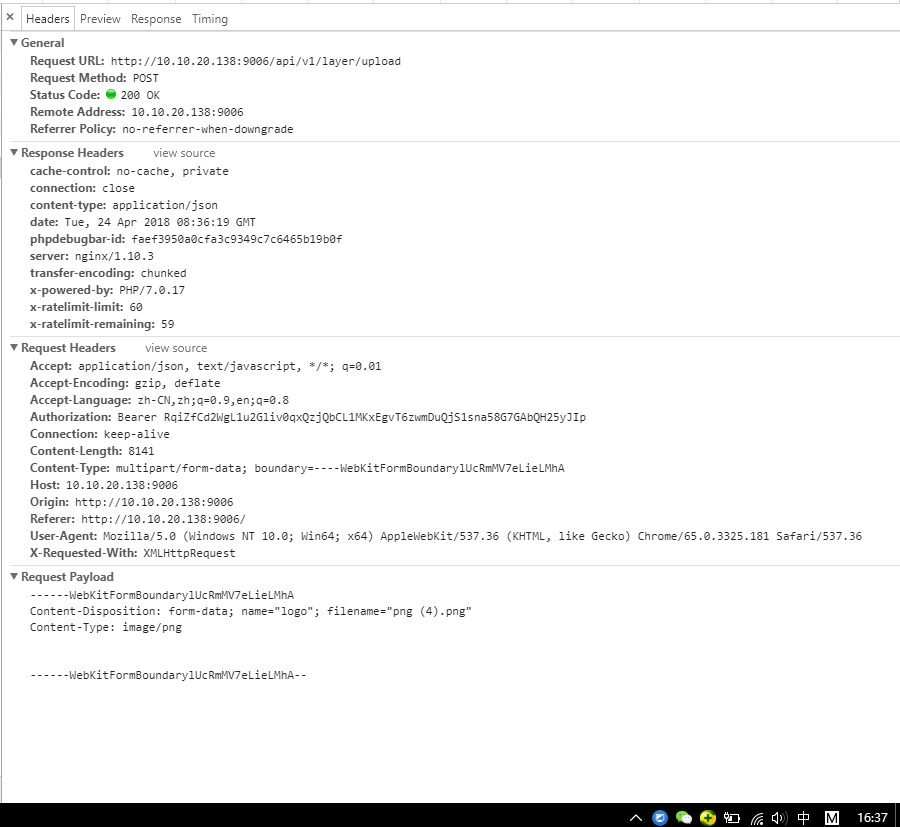 Headers Preview Response Timing
General
Request URL: http://10.10.20.138:9006/api/v1/layer/upload
Request Method: POST
Status Code: 200 OK
Remote Address: 10.10.20.138:9006
Referrer Policy: no-referrer-when-downgrade
Response Headers view source
cache-control: no-cache, private
connection: close
content-type: application/json
date: Tue, 24 Apr 2018 08:36:19 GMT
phpdebugbar-id: faef3950a0cfa3c9349c7c6465b19b0f
server: nginx/1.10.3
transfer-encoding: chunked
x-powered-by: PHP/7.0.17
x-ratelimit-limit: 60
x-ratelimit-remaining: 59
Request Headers view source
Accept: application/json, text/javascript, */*; q=0.01
Accept-Encoding: gzip, deflate
Accept-Language: zh-CN,zh;q=0.9,en;q=0.8
Authorization: Bearer RqiZfCd2WgL1u2Gliv0qxQzjQbCL1MKxEgvT6zwmDuQjS1sna58G7GAbQH25yJIp
Connection: keep-alive
Content-Length: 8141
Content-Type: multipart/form-data; boundary=----WebKitFormBoundarylUcRmMV7eLieLMhA
Host: 10.10.20.138:9006
Origin: http://10.10.20.138:9006
Referer: http://10.10.20.138:9006/
User-Agent: Mozilla/5.0 (Windows NT 10.0; Win64; x64) AppleWebKit/537.36 (KHTML, like Gecko) Chrome/65.0.3325.181 Safari/537.36
X-Requested-With: XMLHttpRequest
Request Payload
------WebKitFormBoundarylUcRmMV7eLieLMhA
Content-Disposition: form-data; name="logo"; filename="png (4).png"
Content-Type: image/png
------WebKitFormBoundarylUcRmMV7eLieLMhA--
中 M 16:37